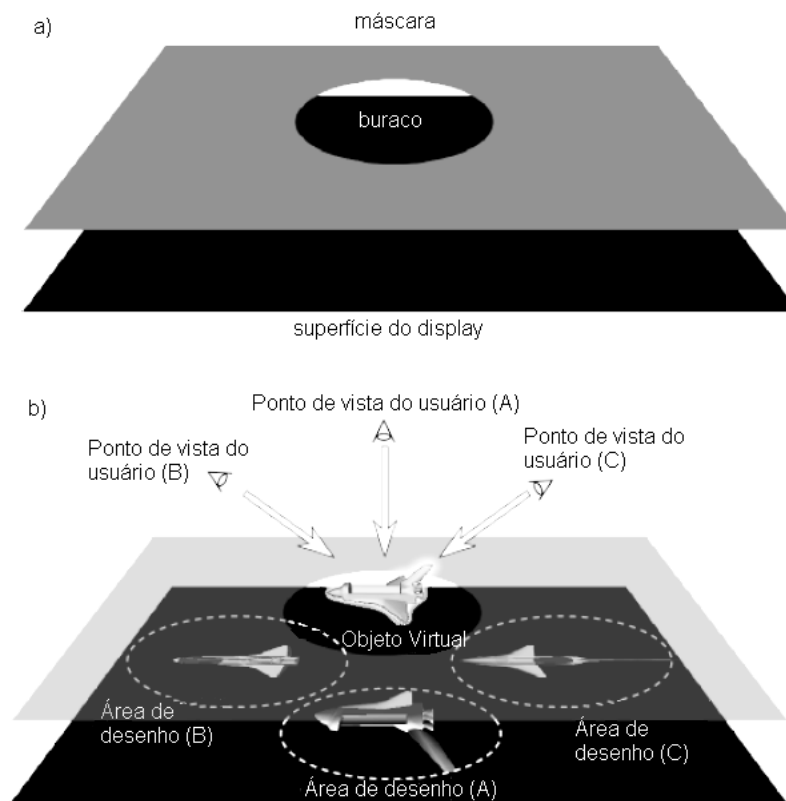 a)
máscara
buraco
superfície do display
b)
Ponto de vista do usuário (A)
Ponto de vista do
usuário (B)
Ponto de vista do
usuário (C)
Objeto Virtual
Área de
desenho (B)
Área de
desenho (C)
Área de desenho (A)